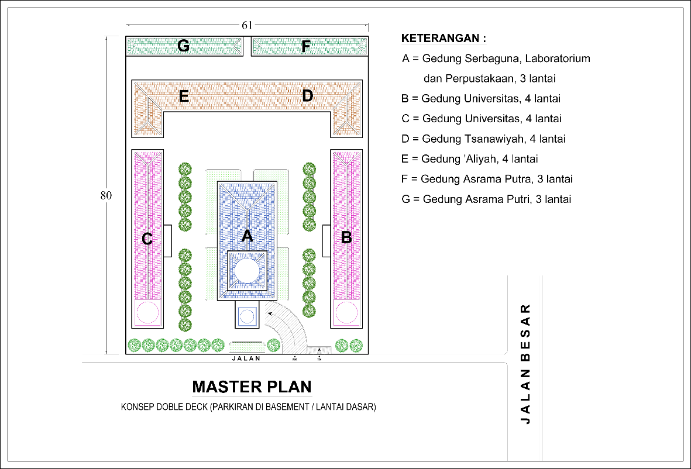 61
G
F
KETERANGAN :
A = Gedung Serbaguna, Laboratorium
dan Perpustakaan, 3 lantai
B = Gedung Universitas, 4 lantai
C = Gedung Universitas, 4 lantai
D = Gedung Tsanawiyah, 4 lantai
E = Gedung 'Aliyah, 4 lantai
F = Gedung Asrama Putra, 3 lantai
G = Gedung Asrama Putri, 3 lantai
E
D
80
C
A
B
JALAN
JALAN BESAR
MASTER PLAN
KONSEP DOBLE DECK (PARKIRAN DI BASEMENT / LANTAI DASAR)